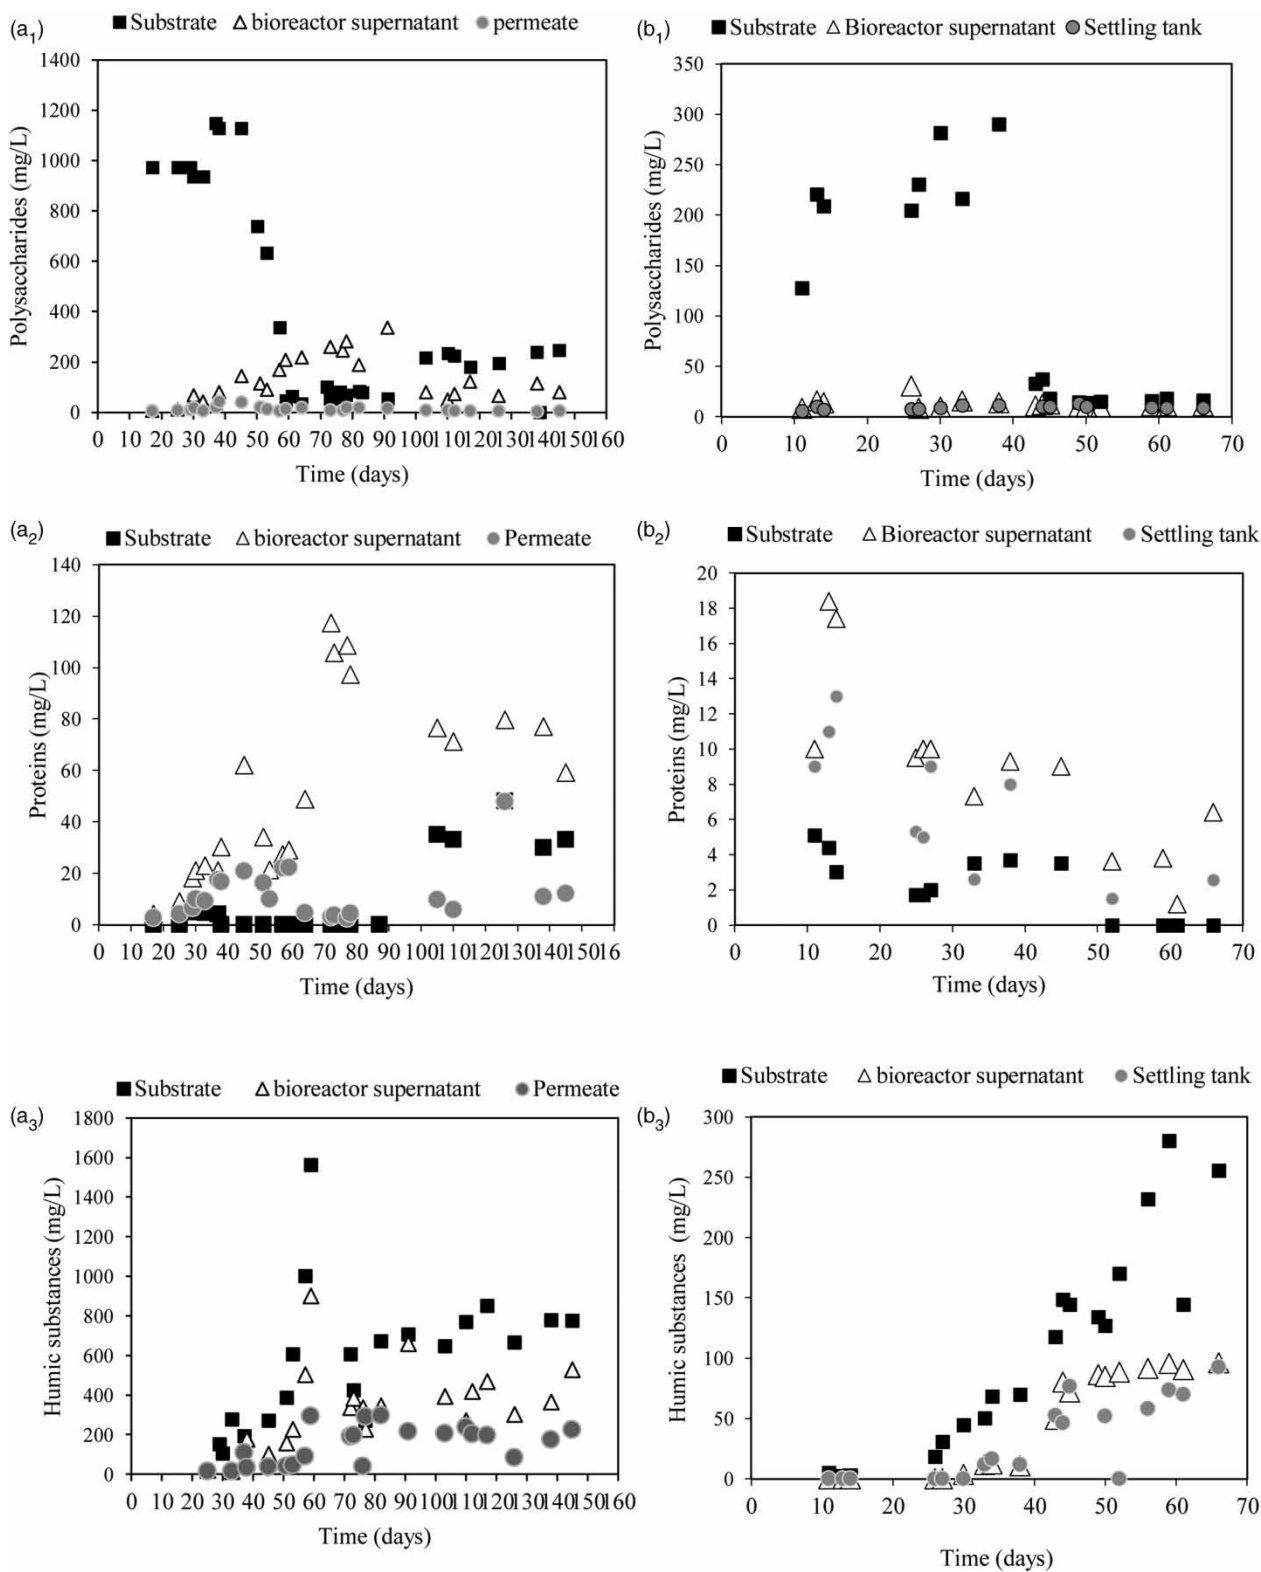 (a1) ■ Substrate △ bioreactor supernatant ● permeate
1400
1200
1000
800
600
400
200
0
Polysaccharides (mg/L)
0 10 20 30 40 50 60 70 80 90 100 110 120 130 140 150 160
Time (days)
(b1) ■ Substrate △ Bioreactor supernatant ● Settling tank
350
300
250
200
150
100
50
0
Polysaccharides (mg/L)
0 10 20 30 40 50 60 70
Time (days)
(a2) ■ Substrate △ bioreactor supernatant ● Permeate
140
120
100
80
60
40
20
0
Proteins (mg/L)
0 10 20 30 40 50 60 70 80 90 100 110 120 130 140 150 160
Time (days)
(b2) ■ Substrate △ Bioreactor supernatant ● Settling tank
20
18
16
14
12
10
8
6
4
2
0
Proteins (mg/L)
0 10 20 30 40 50 60 70
Time (days)
(a3) ■ Substrate △ bioreactor supernatant ● Permeate
1800
1600
1400
1200
1000
800
600
400
200
0
Humic substances (mg/L)
0 10 20 30 40 50 60 70 80 90 100 110 120 130 140 150 160
Time (days)
(b3) ■ Substrate △ bioreactor supernatant ● Settling tank
300
250
200
150
100
50
0
Humic substances (mg/L)
0 10 20 30 40 50 60 70
Time (days)